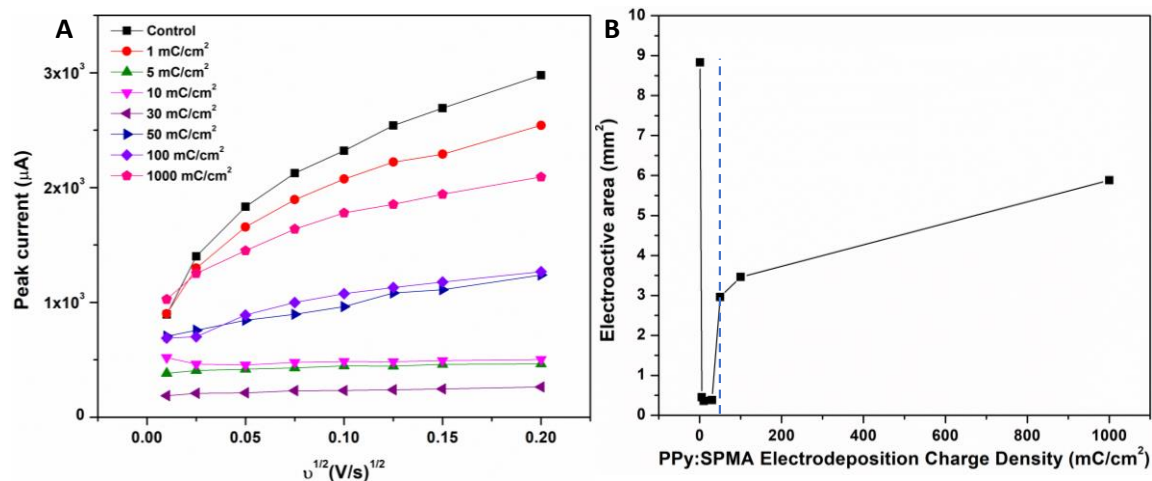 A
Control
1 mC/cm²
5 mC/cm²
10 mC/cm²
30 mC/cm²
50 mC/cm²
100 mC/cm²
1000 mC/cm²
3x10³
2x10³
1x10³
0
Peak current (μA)
0.00 0.05 0.10 0.15 0.20
υ^1/2(V/s)^1/2
B
10
9
8
7
6
5
4
3
2
1
0
Electroactive area (mm²)
0 200 400 600 800 1000
PPy:SPMA Electrodeposition Charge Density (mC/cm²)